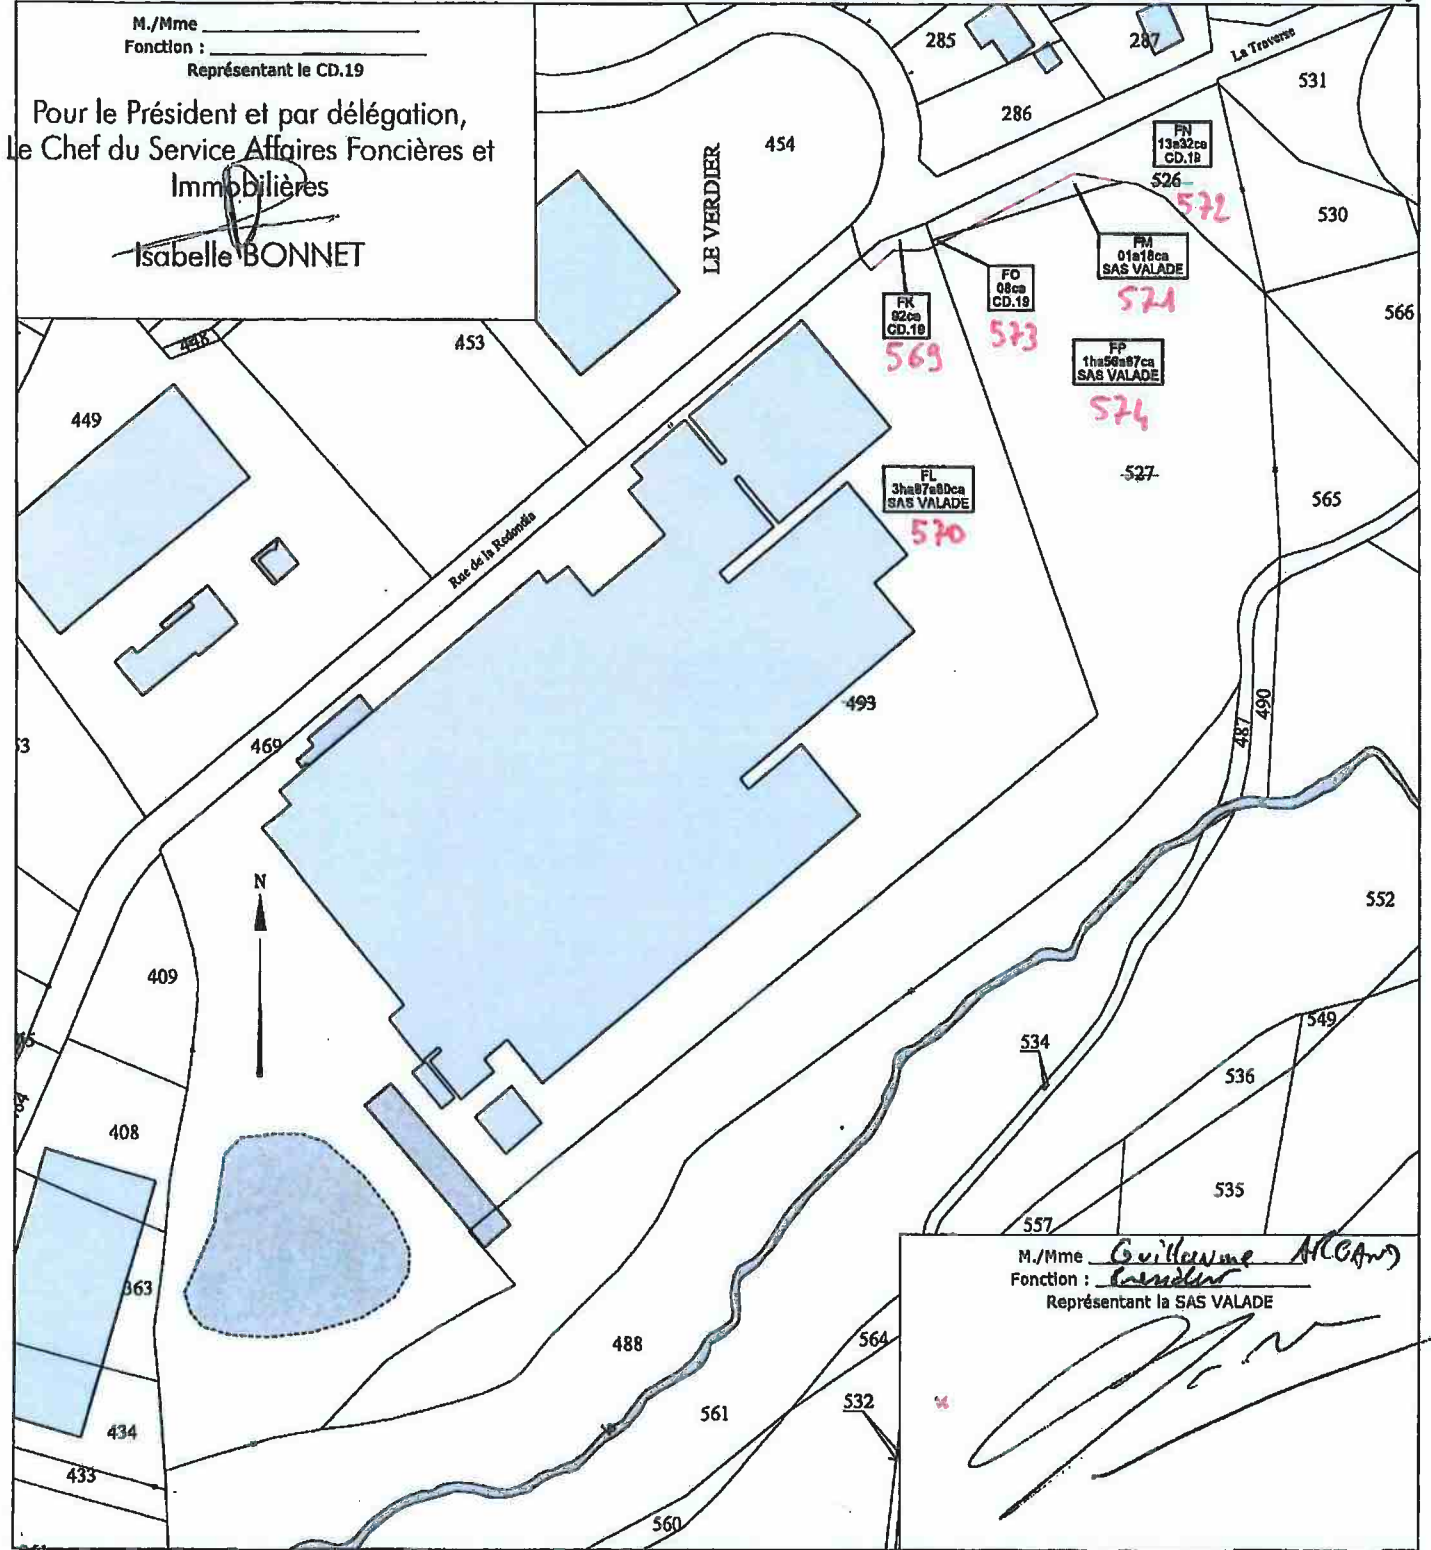 M./Mme
Fonction :
Représentant le CD.19
Pour le Président et par délégation,
Le Chef du Service Affaires Foncières et
Immobilières
Isabelle BONNET
285
287
La Traverse
531
286
454
LE VERDIER
FN
13a32ca
CD.19
526
572
530
FM
01a18ca
SAS VALADE
571
FO
08ca
CD.19
573
FK
92ca
CD.19
569
566
448
453
FP
1ha56a87ca
SAS VALADE
574
449
527
FL
3ha87a80ca
SAS VALADE
570
565
Rue de la Redondia
493
490
487
469
53
N
552
409
534
549
536
408
535
557
363
M./Mme Guillaume
Fonction : Président
Représentant la SAS VALADE
488
564
561
532
434
433
560